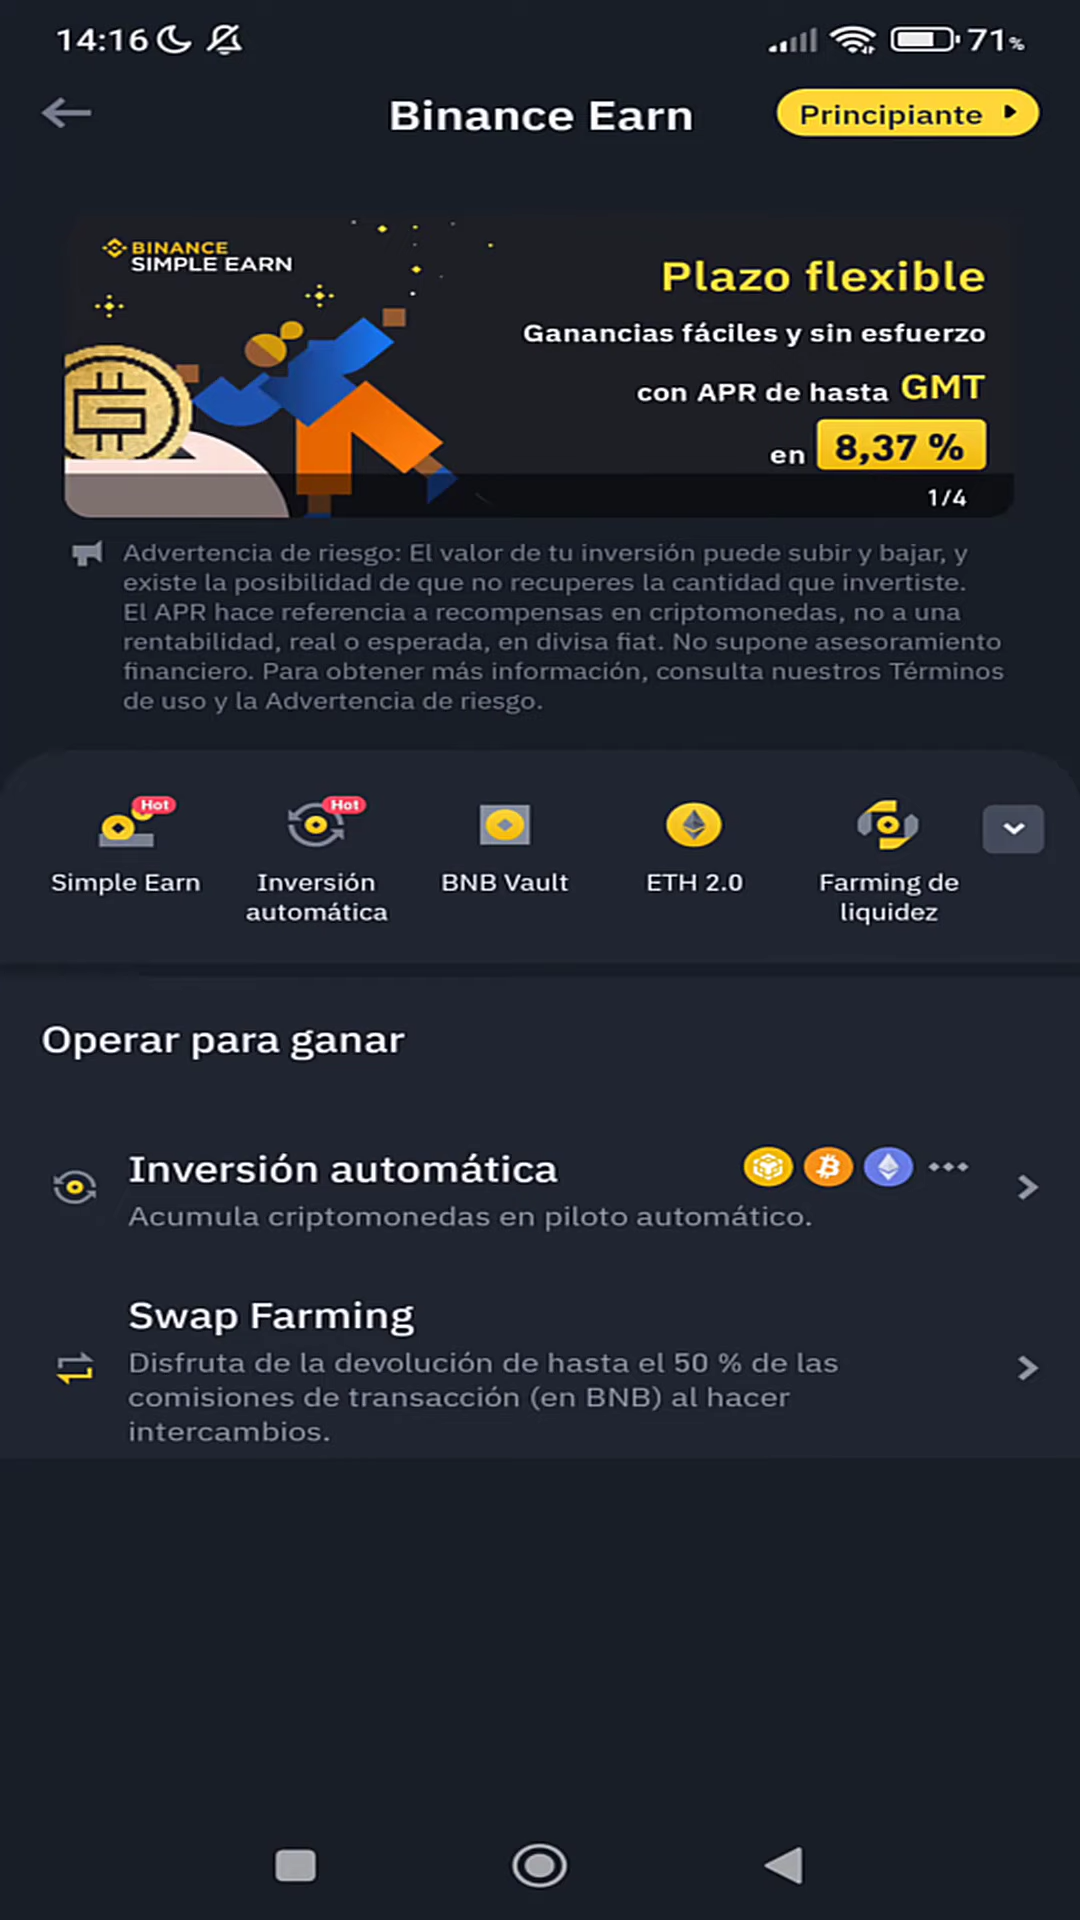 14:16
71%
Binance Earn
Principiante
BINANCE
SIMPLE EARN
Plazo flexible
Ganancias fáciles y sin esfuerzo
con APR de hasta GMT
en 8,37 %
1/4
Advertencia de riesgo: El valor de tu inversión puede subir y bajar, y
existe la posibilidad de que no recuperes la cantidad que invertiste.
El APR hace referencia a recompensas en criptomonedas, no a una
rentabilidad, real o esperada, en divisa fiat. No supone asesoramiento
financiero. Para obtener más información, consulta nuestros Términos
de uso y la Advertencia de riesgo.
Hot
Hot
Simple Earn
Inversión
automática
BNB Vault
ETH 2.0
Farming de
liquidez
Operar para ganar
Inversión automática
Acumula criptomonedas en piloto automático.
Swap Farming
Disfruta de la devolución de hasta el 50 % de las
comisiones de transacción (en BNB) al hacer
intercambios.